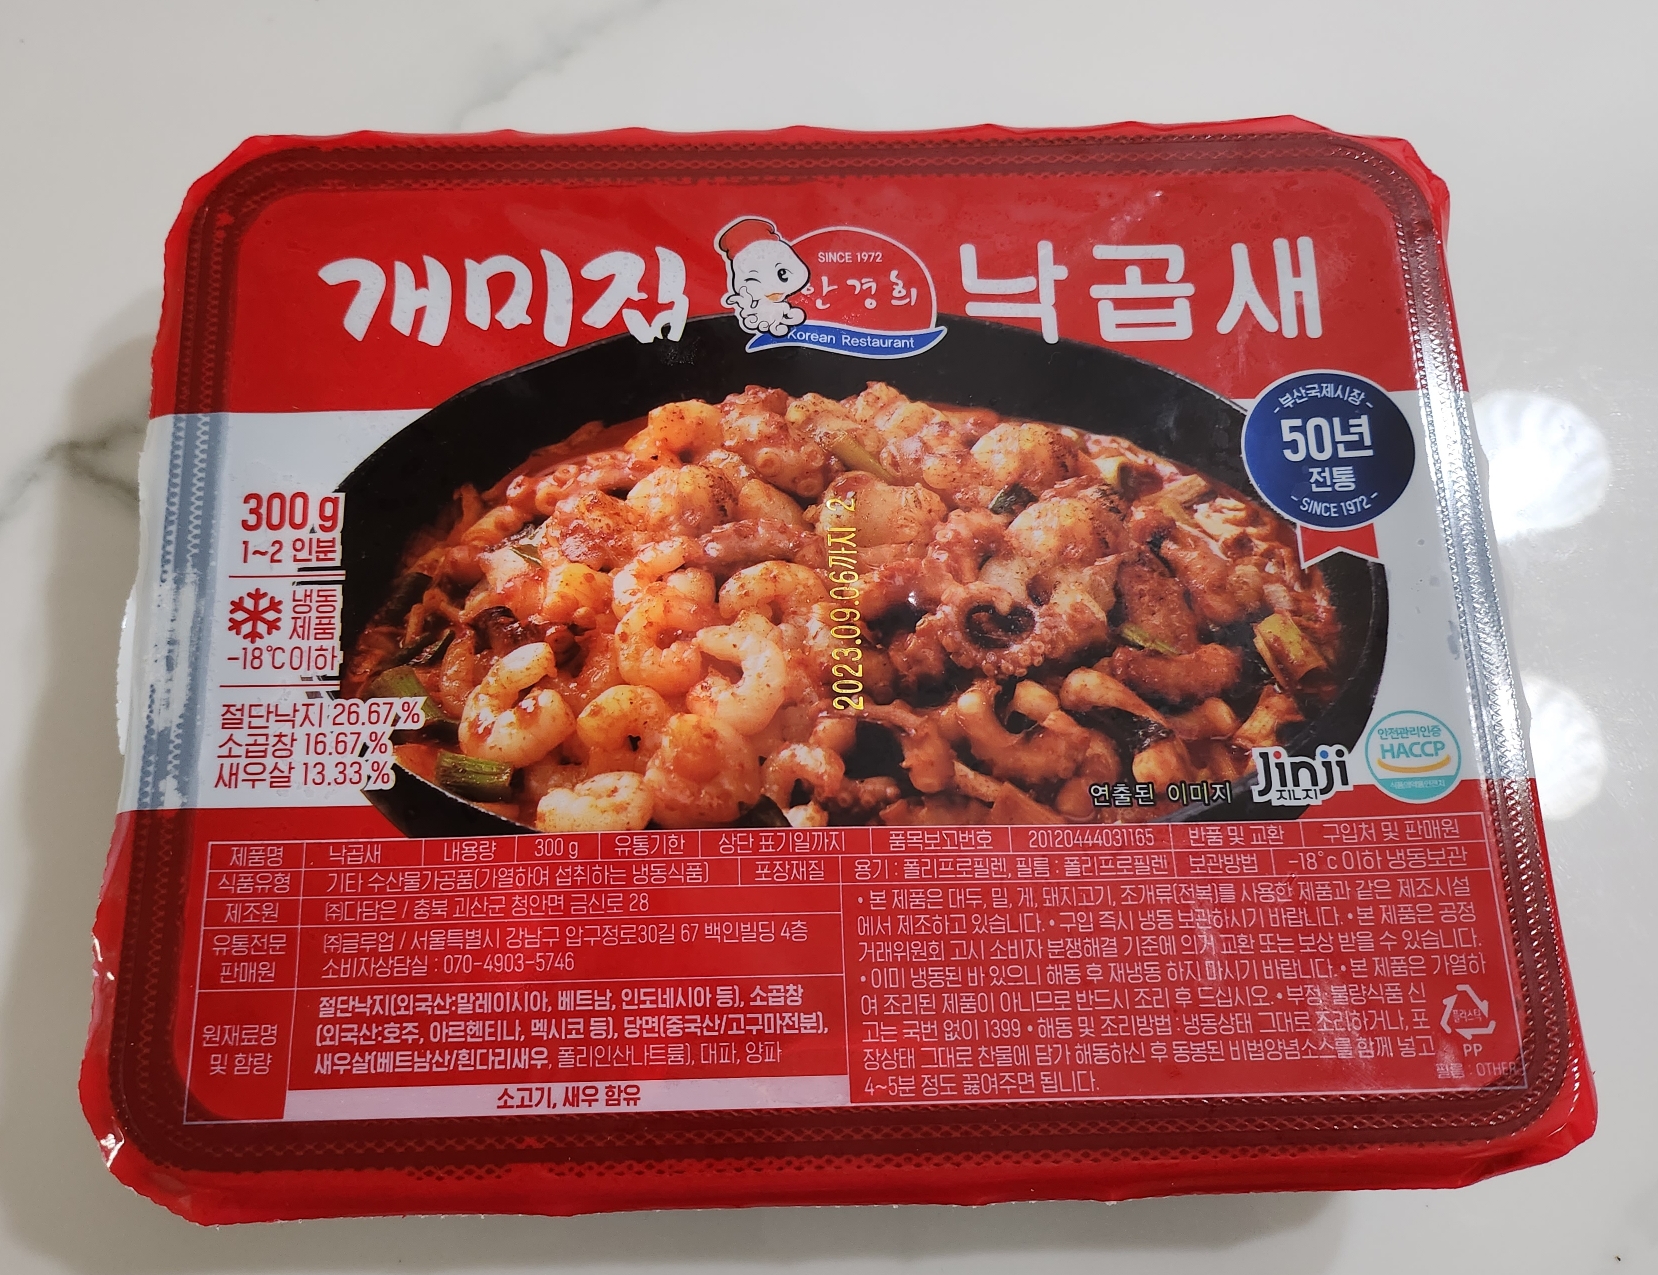 개미집
SINCE 1972
안경희
Korean Restaurant
낙곱새
- 부산국제시장 -
50년
전통
- SINCE 1972 -
300 g
1~2 인분
냉동
제품
-18℃이하
절단낙지 26.67%
소곱창 16.67%
새우살 13.33%
2023.09.06까지 2
연출된 이미지
Jinji
지니지
안전관리인증
HACCP
제품명 낙곱새 내용량 300 g 유통기한 상단 표기일까지 품목보고번호 20120444031165 반품 및 교환 구입처 및 판매원
식품유형 기타 수산물가공품(가열하여 섭취하는 냉동식품) 포장재질 용기 : 폴리프로필렌, 필름 : 폴리프로필렌 보관방법 -18°c 이하 냉동보관
제조원 ㈜다담은 / 충북 괴산군 청안면 금신로 28
유통전문
판매원
㈜글루업 / 서울특별시 강남구 압구정로30길 67 백인빌딩 4층
소비자상담실 : 070-4903-5746
원재료명
및 함량
절단낙지(외국산:말레이시아, 베트남, 인도네시아 등), 소곱창
(외국산:호주, 아르헨티나, 멕시코 등), 당면(중국산/고구마전분),
새우살(베트남산/흰다리새우, 폴리인산나트륨), 대파, 양파
소고기, 새우 함유
• 본 제품은 대두, 밀, 게, 돼지고기, 조개류(전복)를 사용한 제품과 같은 제조시설
에서 제조하고 있습니다. • 구입 즉시 냉동 보관하시기 바랍니다. • 본 제품은 공정
거래위원회 고시 소비자 분쟁해결 기준에 의거 교환 또는 보상 받을 수 있습니다.
• 이미 냉동된 바 있으니 해동 후 재냉동 하지 마시기 바랍니다. • 본 제품은 가열하
여 조리된 제품이 아니므로 반드시 조리 후 드십시오. • 부정, 불량식품 신
고는 국번 없이 1399 • 해동 및 조리방법 : 냉동상태 그대로 조리하거나, 포
장상태 그대로 찬물에 담가 해동하신 후 동봉된 비법양념소스를 함께 넣고
4~5분 정도 끓여주면 됩니다.
플라스틱
PP
필름 : OTHER